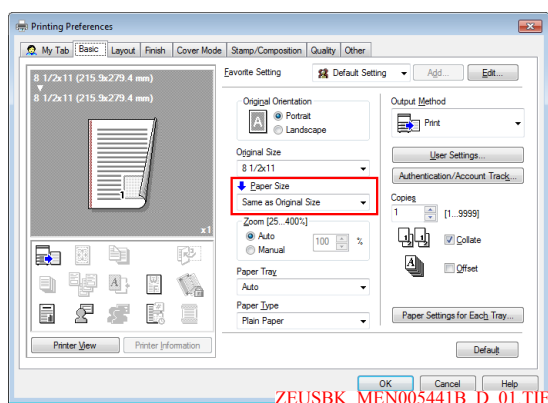 Printing Preferences
My Tab Basic Layout Finish Cover Mode Stamp/Composition Quality Other
8 1/2x11 (215.9x279.4 mm)
8 1/2x11 (215.9x279.4 mm)
1
x1
Printer View Printer Information
Favorite Setting Default Setting Add... Edit...
Original Orientation
A Portrait
Landscape
Original Size
8 1/2x11
Paper Size
Same as Original Size
Zoom [25...400%]
Auto
Manual
100 %
Paper Tray
Auto
Paper Type
Plain Paper
Output Method
Print
User Settings...
Authentication/Account Track...
Copies
1 [1...9999]
Collate
Offset
Paper Settings for Each Tray...
Default
OK Cancel Help
ZEUSBK_MEN005441B_D_01.TIF